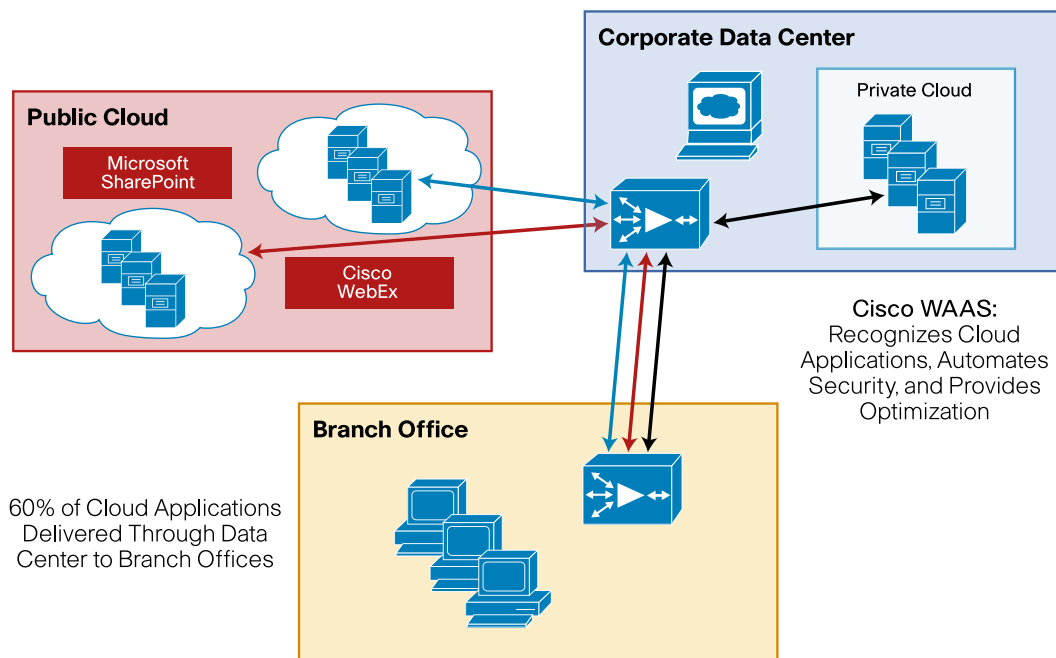 Corporate Data Center
Private Cloud
Public Cloud
Microsoft
SharePoint
Cisco
WebEx
Cisco WAAS:
Recognizes Cloud
Applications, Automates
Security, and Provides
Optimization
Branch Office
60% of Cloud Applications
Delivered Through Data
Center to Branch Offices